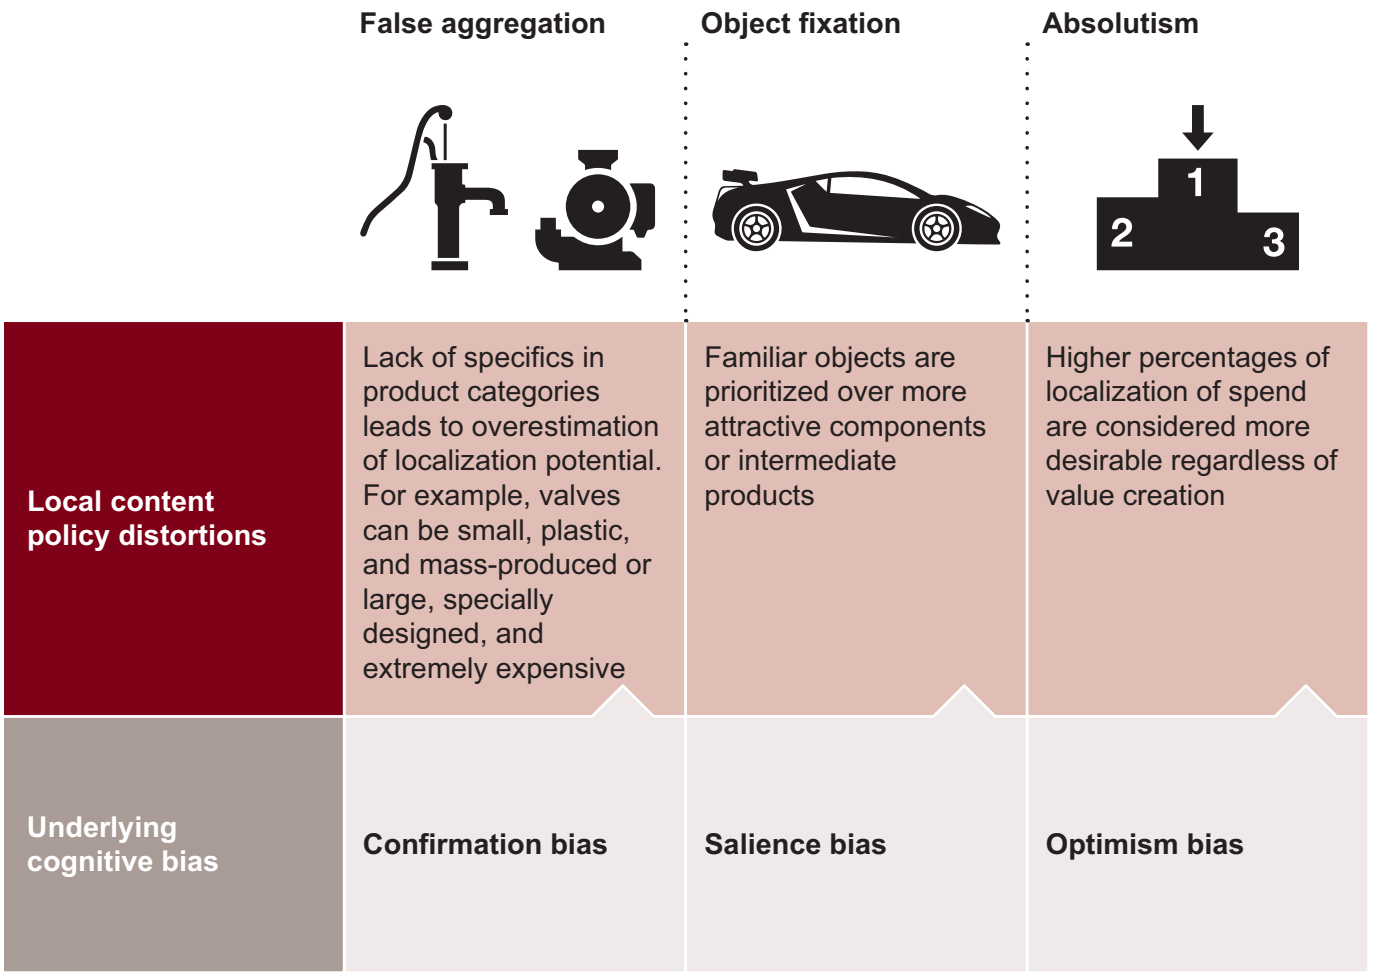 False aggregation
Object fixation
Absolutism
1
2
3
Local content
policy distortions
Lack of specifics in
product categories
leads to overestimation
of localization potential.
For example, valves
can be small, plastic,
and mass-produced or
large, specially
designed, and
extremely expensive
Familiar objects are
prioritized over more
attractive components
or intermediate
products
Higher percentages of
localization of spend
are considered more
desirable regardless of
value creation
Underlying
cognitive bias
Confirmation bias
Salience bias
Optimism bias